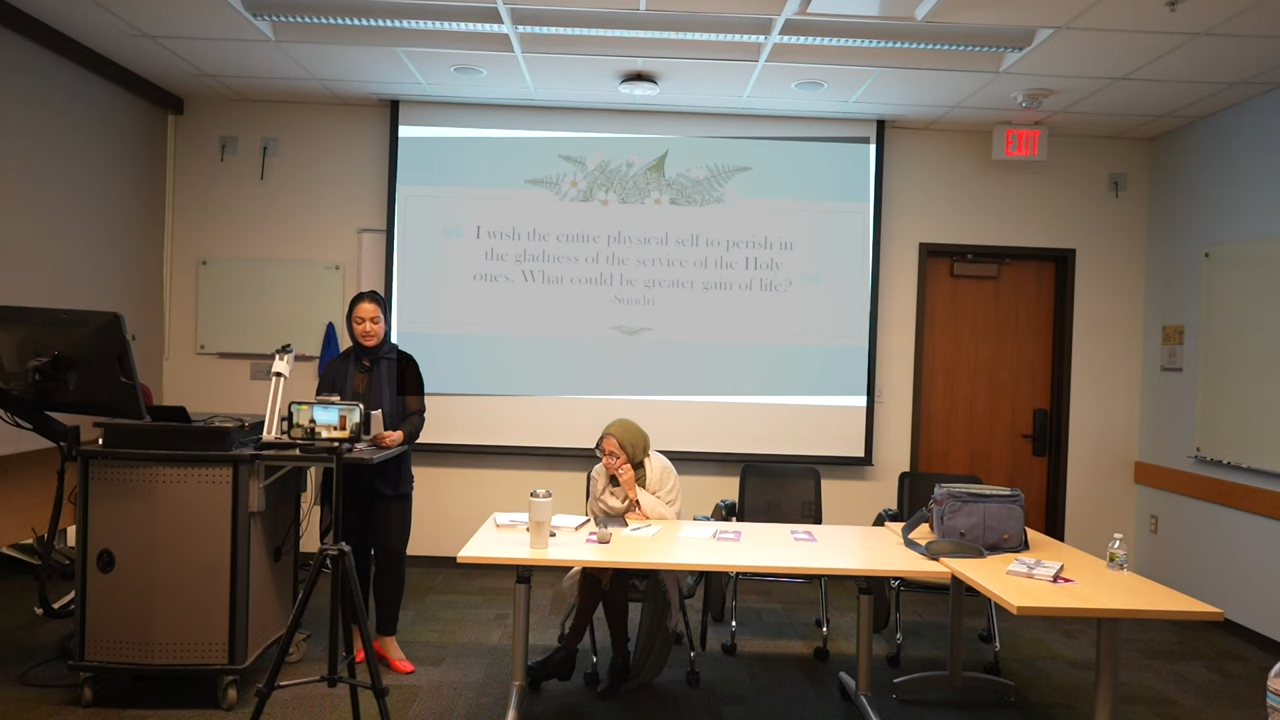 I wish the entire physical self to perish in
the gladness of the service of the Holy
ones. What could be greater gain of life?
-Sundri
EXIT